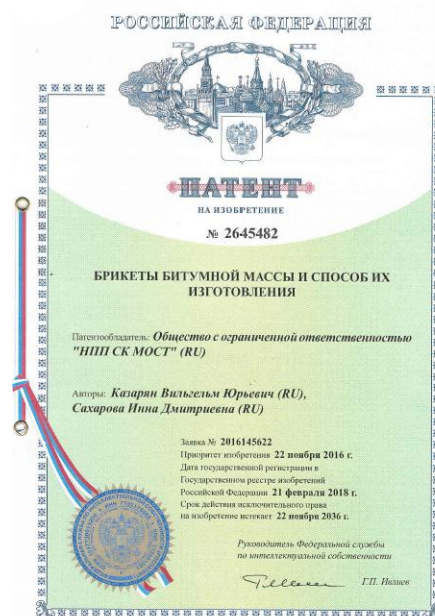 РОССИЙСКАЯ ФЕДЕРАЦИЯ
ПАТЕНТ
НА ИЗОБРЕТЕНИЕ
№ 2645482
БРИКЕТЫ БИТУМНОЙ МАССЫ И СПОСОБ ИХ
ИЗГОТОВЛЕНИЯ
Патентообладатель: Общество с ограниченной ответственностью
"НПП СК МОСТ" (RU)
Авторы: Казарян Вильгельм Юрьевич (RU),
Сахарова Инна Дмитриевна (RU)
Заявка № 2016145622
Приоритет изобретения 22 ноября 2016 г.
Дата государственной регистрации в
Государственном реестре изобретений
Российской Федерации 21 февраля 2018 г.
Срок действия исключительного права
на изобретение истекает 22 ноября 2036 г.
Руководитель Федеральной службы
по интеллектуальной собственности
Г.П. Ивлиев